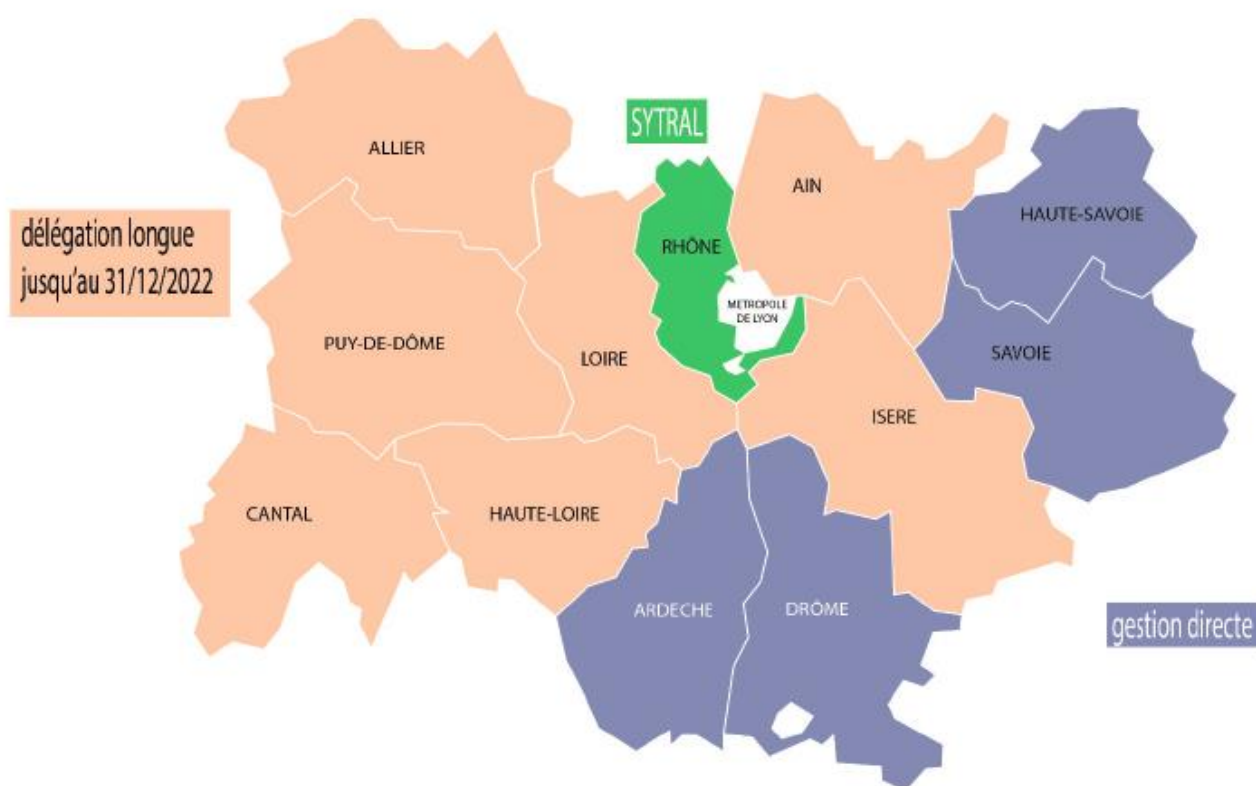 SYTRAL
ALLIER
AIN
HAUTE-SAVOIE
délégation longue
jusqu'au 31/12/2022
RHÔNE
METROPOLE
DE LYON
PUY-DE-DÔME
LOIRE
SAVOIE
ISERE
CANTAL
HAUTE-LOIRE
ARDECHE
DRÔME
gestion directe